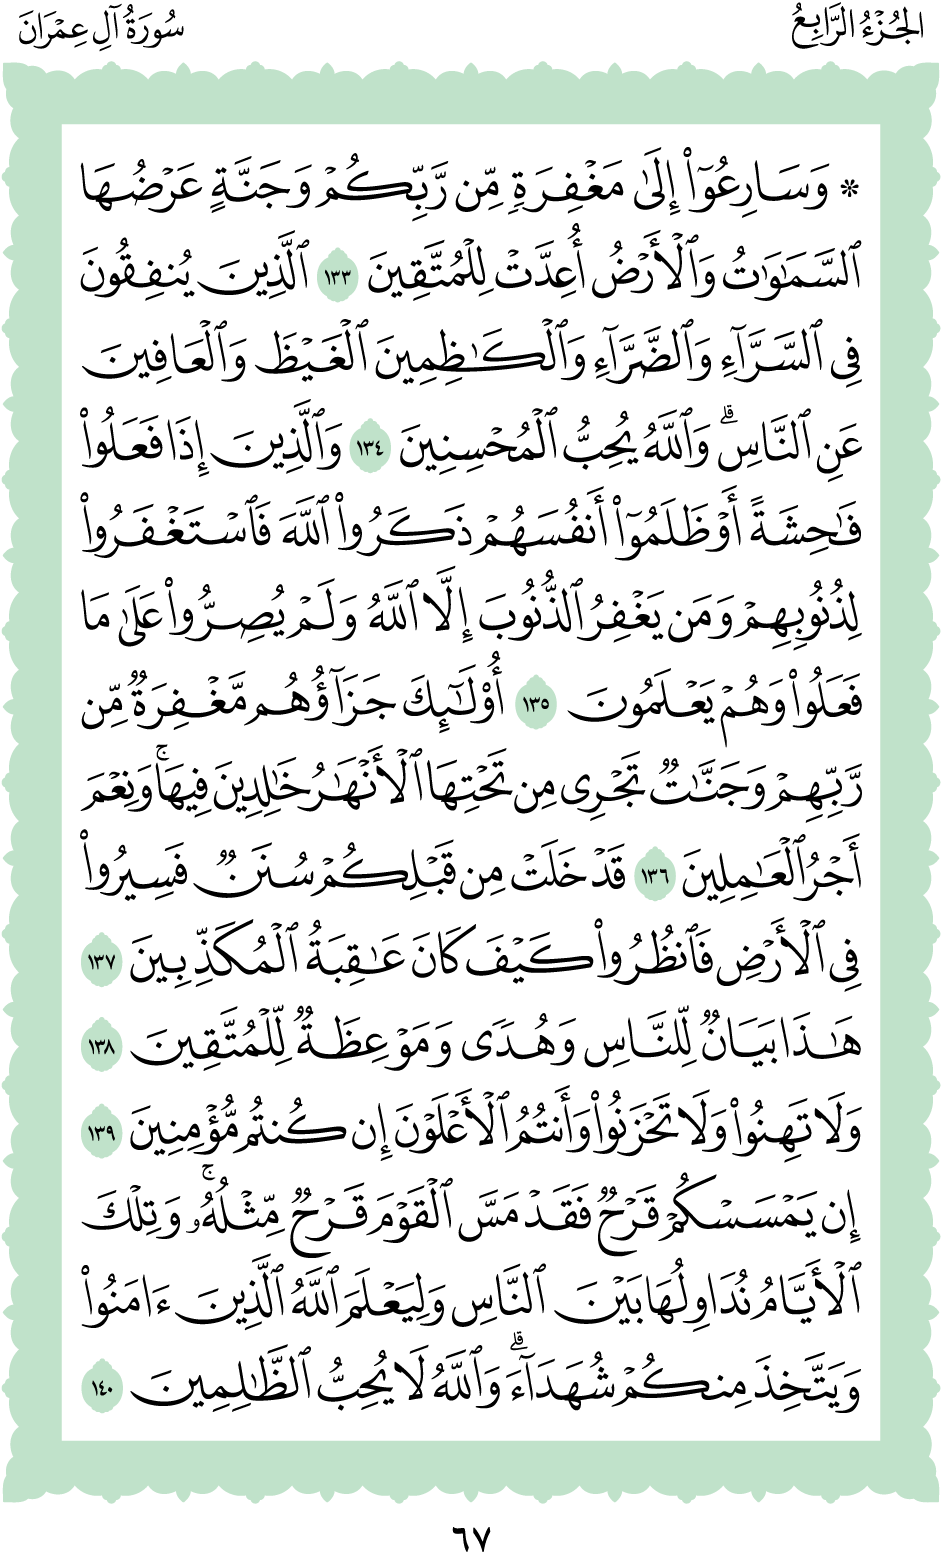 الجُزْءُ الرَّابِعُ
سُورَةُ آلِ عِمْرَانَ
* وَسَارِعُوٓا۟ إِلَىٰ مَغْفِرَةٍ مِّن رَّبِّكُمْ وَجَنَّةٍ عَرْضُهَا
ٱلسَّمَٰوَٰتُ وَٱلْأَرْضُ أُعِدَّتْ لِلْمُتَّقِينَ ١٣٣ ٱلَّذِينَ يُنفِقُونَ
فِى ٱلسَّرَّآءِ وَٱلضَّرَّآءِ وَٱلْكَٰظِمِينَ ٱلْغَيْظَ وَٱلْعَافِينَ
عَنِ ٱلنَّاسِۗ وَٱللَّهُ يُحِبُّ ٱلْمُحْسِنِينَ ١٣٤ وَٱلَّذِينَ إِذَا فَعَلُوا۟
فَٰحِشَةً أَوْ ظَلَمُوٓا۟ أَنفُسَهُمْ ذَكَرُوا۟ ٱللَّهَ فَٱسْتَغْفَرُوا۟
لِذُنُوبِهِمْ وَمَن يَغْفِرُ ٱلذُّنُوبَ إِلَّا ٱللَّهُ وَلَمْ يُصِرُّوا۟ عَلَىٰ مَا
فَعَلُوا۟ وَهُمْ يَعْلَمُونَ ١٣٥ أُو۟لَٰٓئِكَ جَزَآؤُهُم مَّغْفِرَةٌ مِّن
رَّبِّهِمْ وَجَنَّٰتٌ تَجْرِى مِن تَحْتِهَا ٱلْأَنْهَٰرُ خَٰلِدِينَ فِيهَاۚ وَنِعْمَ
أَجْرُ ٱلْعَٰمِلِينَ ١٣٦ قَدْ خَلَتْ مِن قَبْلِكُمْ سُنَنٌ فَسِيرُوا۟
فِى ٱلْأَرْضِ فَٱنظُرُوا۟ كَيْفَ كَانَ عَٰقِبَةُ ٱلْمُكَذِّبِينَ ١٣٧
هَٰذَا بَيَانٌ لِّلنَّاسِ وَهُدًى وَمَوْعِظَةٌ لِّلْمُتَّقِينَ ١٣٨
وَلَا تَهِنُوا۟ وَلَا تَحْزَنُوا۟ وَأَنتُمُ ٱلْأَعْلَوْنَ إِن كُنتُم مُّؤْمِنِينَ ١٣٩
إِن يَمْسَسْكُمْ قَرْحٌ فَقَدْ مَسَّ ٱلْقَوْمَ قَرْحٌ مِّثْلُهُۥۚ وَتِلْكَ
ٱلْأَيَّامُ نُدَاوِلُهَا بَيْنَ ٱلنَّاسِ وَلِيَعْلَمَ ٱللَّهُ ٱلَّذِينَ ءَامَنُوا۟
وَيَتَّخِذَ مِنكُمْ شُهَدَآءَۗ وَٱللَّهُ لَا يُحِبُّ ٱلظَّٰلِمِينَ ١٤٠
٦٧